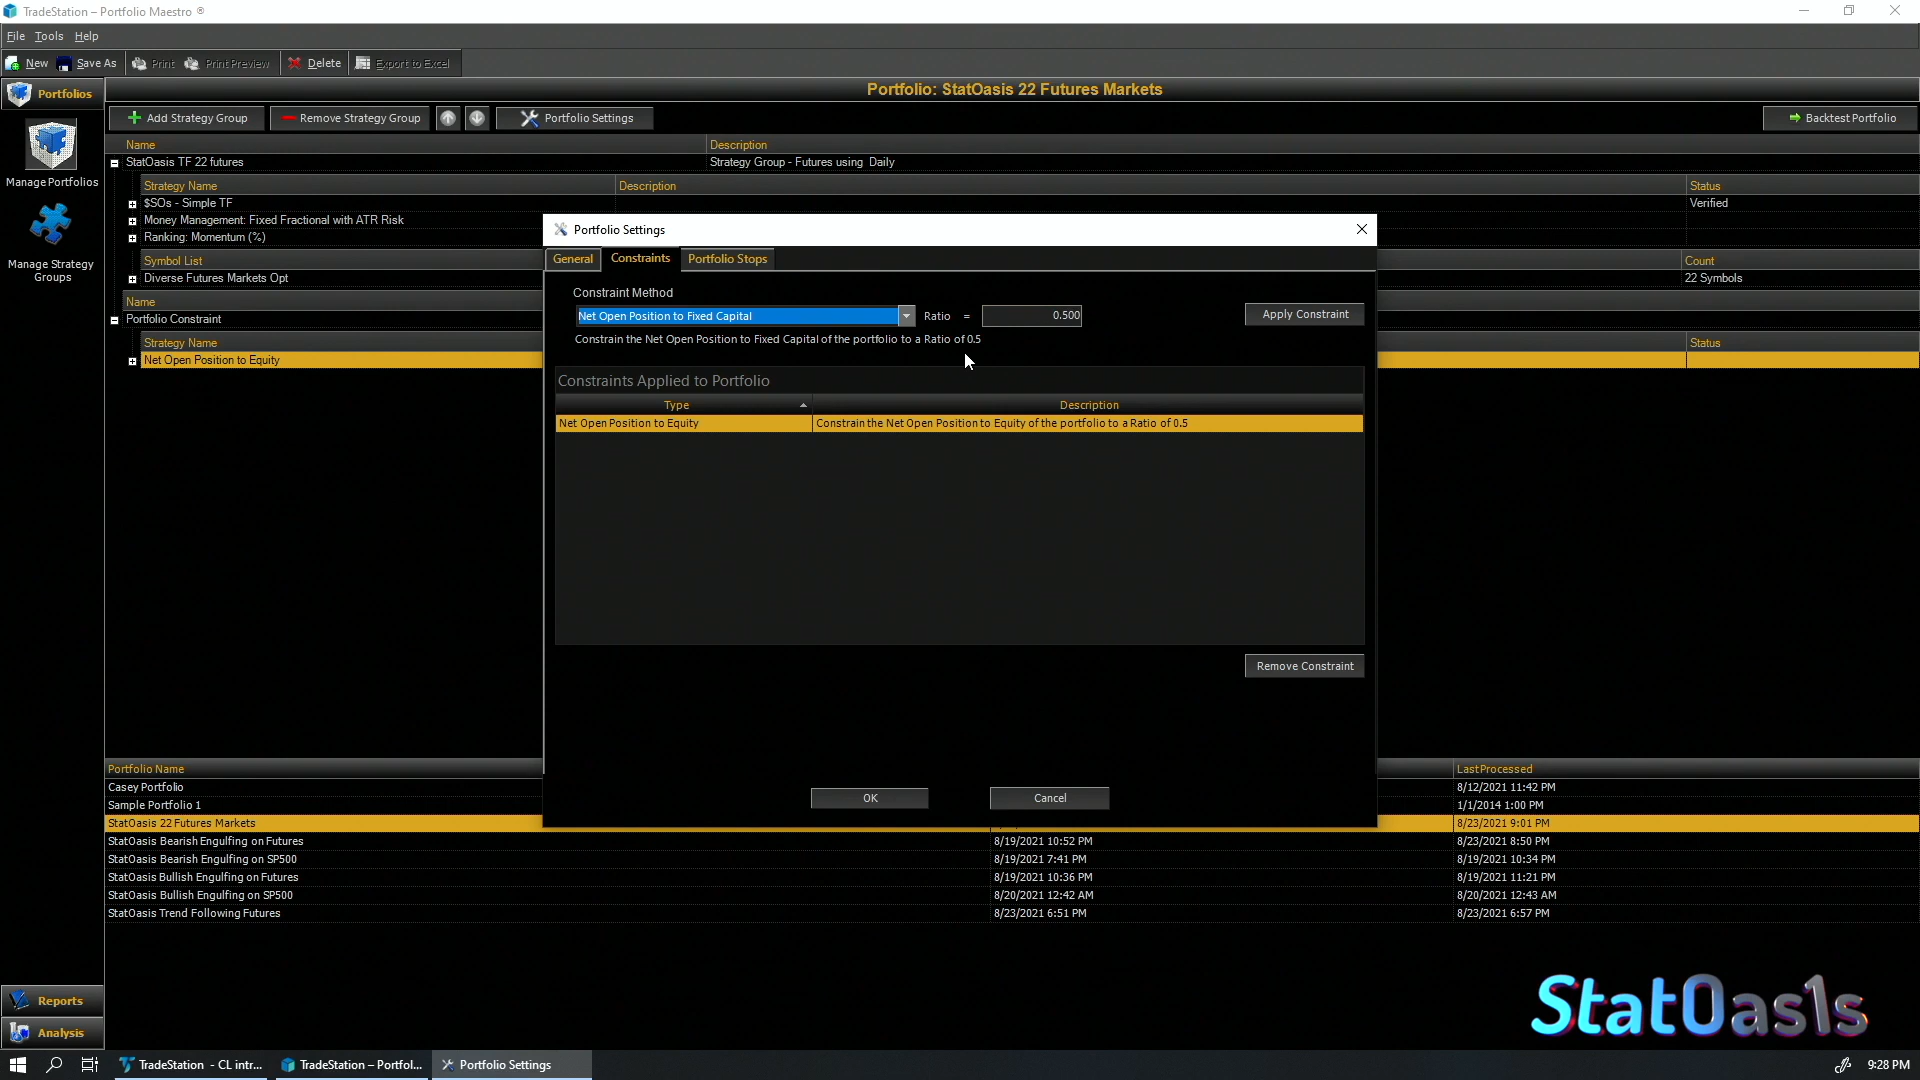 TradeStation – Portfolio Maestro ®
File Tools Help
New Save As Print Print Preview Delete Export to Excel
Portfolios
Portfolio: StatOasis 22 Futures Markets
Add Strategy Group Remove Strategy Group Portfolio Settings Backtest Portfolio
Name Description
StatOasis TF 22 futures Strategy Group - Futures using Daily
Manage Portfolios
Strategy Name Description Status
$SOs - Simple TF Verified
Money Management: Fixed Fractional with ATR Risk
Ranking: Momentum (%)
Manage Strategy
Groups
Symbol List Count
Diverse Futures Markets Opt 22 Symbols
Name
Portfolio Constraint
Strategy Name Status
Net Open Position to Equity
Portfolio Settings
General Constraints Portfolio Stops
Constraint Method
Net Open Position to Fixed Capital Ratio = 0.500 Apply Constraint
Constrain the Net Open Position to Fixed Capital of the portfolio to a Ratio of 0.5
Constraints Applied to Portfolio
Type Description
Net Open Position to Equity Constrain the Net Open Position to Equity of the portfolio to a Ratio of 0.5
Remove Constraint
OK Cancel
Portfolio Name LastProcessed
Casey Portfolio 8/12/2021 11:42 PM
Sample Portfolio 1 1/1/2014 1:00 PM
StatOasis 22 Futures Markets 8/23/2021 9:01 PM
StatOasis Bearish Engulfing on Futures 8/19/2021 10:52 PM 8/23/2021 8:50 PM
StatOasis Bearish Engulfing on SP500 8/19/2021 7:41 PM 8/19/2021 10:34 PM
StatOasis Bullish Engulfing on Futures 8/19/2021 10:36 PM 8/19/2021 11:21 PM
StatOasis Bullish Engulfing on SP500 8/20/2021 12:42 AM 8/20/2021 12:43 AM
StatOasis Trend Following Futures 8/23/2021 6:51 PM 8/23/2021 6:57 PM
Reports
Analysis
StatOas1s
TradeStation - CL intr... TradeStation – Portfol... Portfolio Settings 9:28 PM